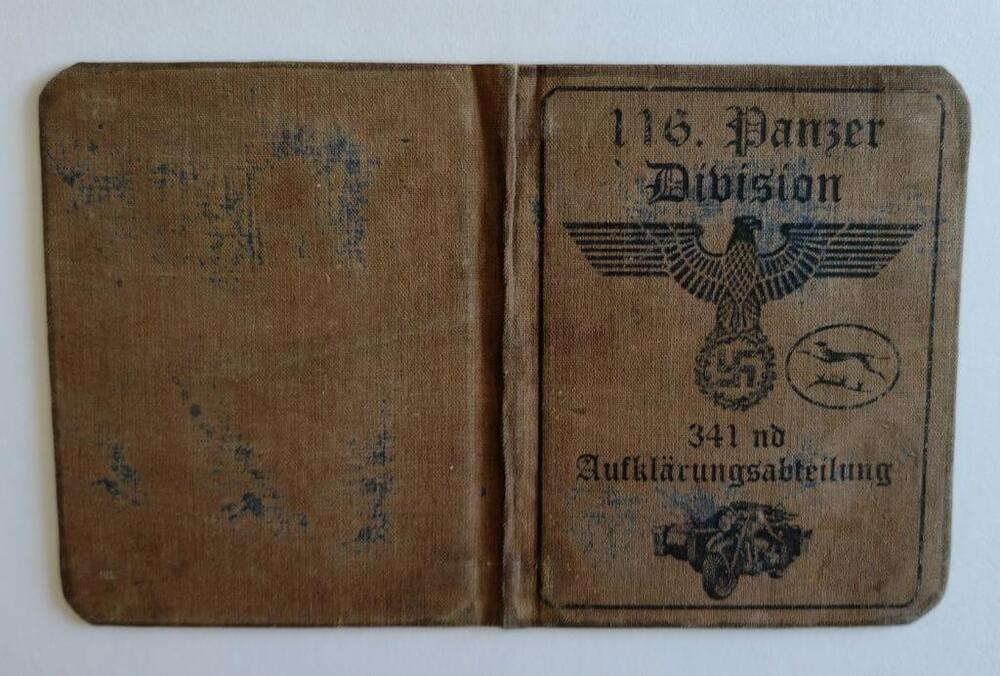 116. Panzer
Division
341 nd
Aufklärungsabteilung